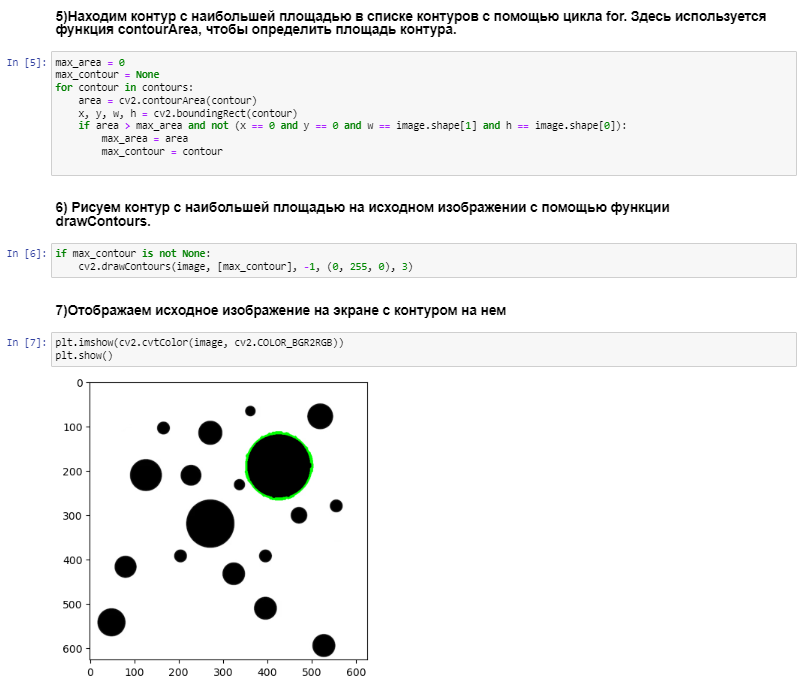 5)Находим контур с наибольшей площадью в списке контуров с помощью цикла for. Здесь используется
функция contourArea, чтобы определить площадь контура.
In [5]: max_area = 0
max_contour = None
for contour in contours:
    area = cv2.contourArea(contour)
    x, y, w, h = cv2.boundingRect(contour)
    if area > max_area and not (x == 0 and y == 0 and w == image.shape[1] and h == image.shape[0]):
        max_area = area
        max_contour = contour
6) Рисуем контур с наибольшей площадью на исходном изображении с помощью функции
drawContours.
In [6]: if max_contour is not None:
    cv2.drawContours(image, [max_contour], -1, (0, 255, 0), 3)
7)Отображаем исходное изображение на экране с контуром на нем
In [7]: plt.imshow(cv2.cvtColor(image, cv2.COLOR_BGR2RGB))
plt.show()
0
100
200
300
400
500
600
0 100 200 300 400 500 600